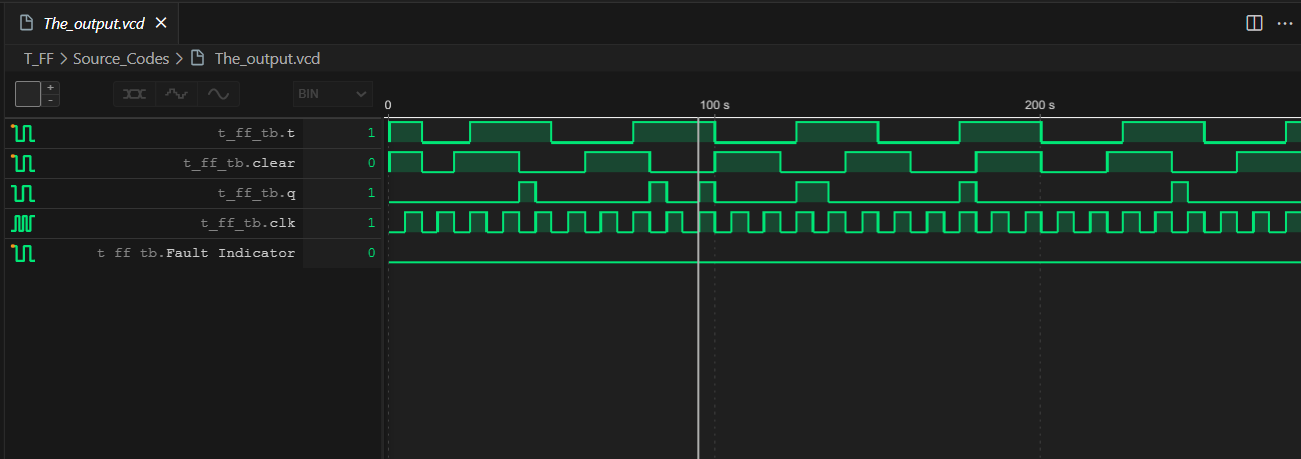 The_output.vcd
T_FF > Source_Codes > The_output.vcd
+
-
BIN
0 100 s 200 s
t_ff_tb.t 1
t_ff_tb.clear 0
t_ff_tb.q 1
t_ff_tb.clk 1
t ff tb.Fault Indicator 0